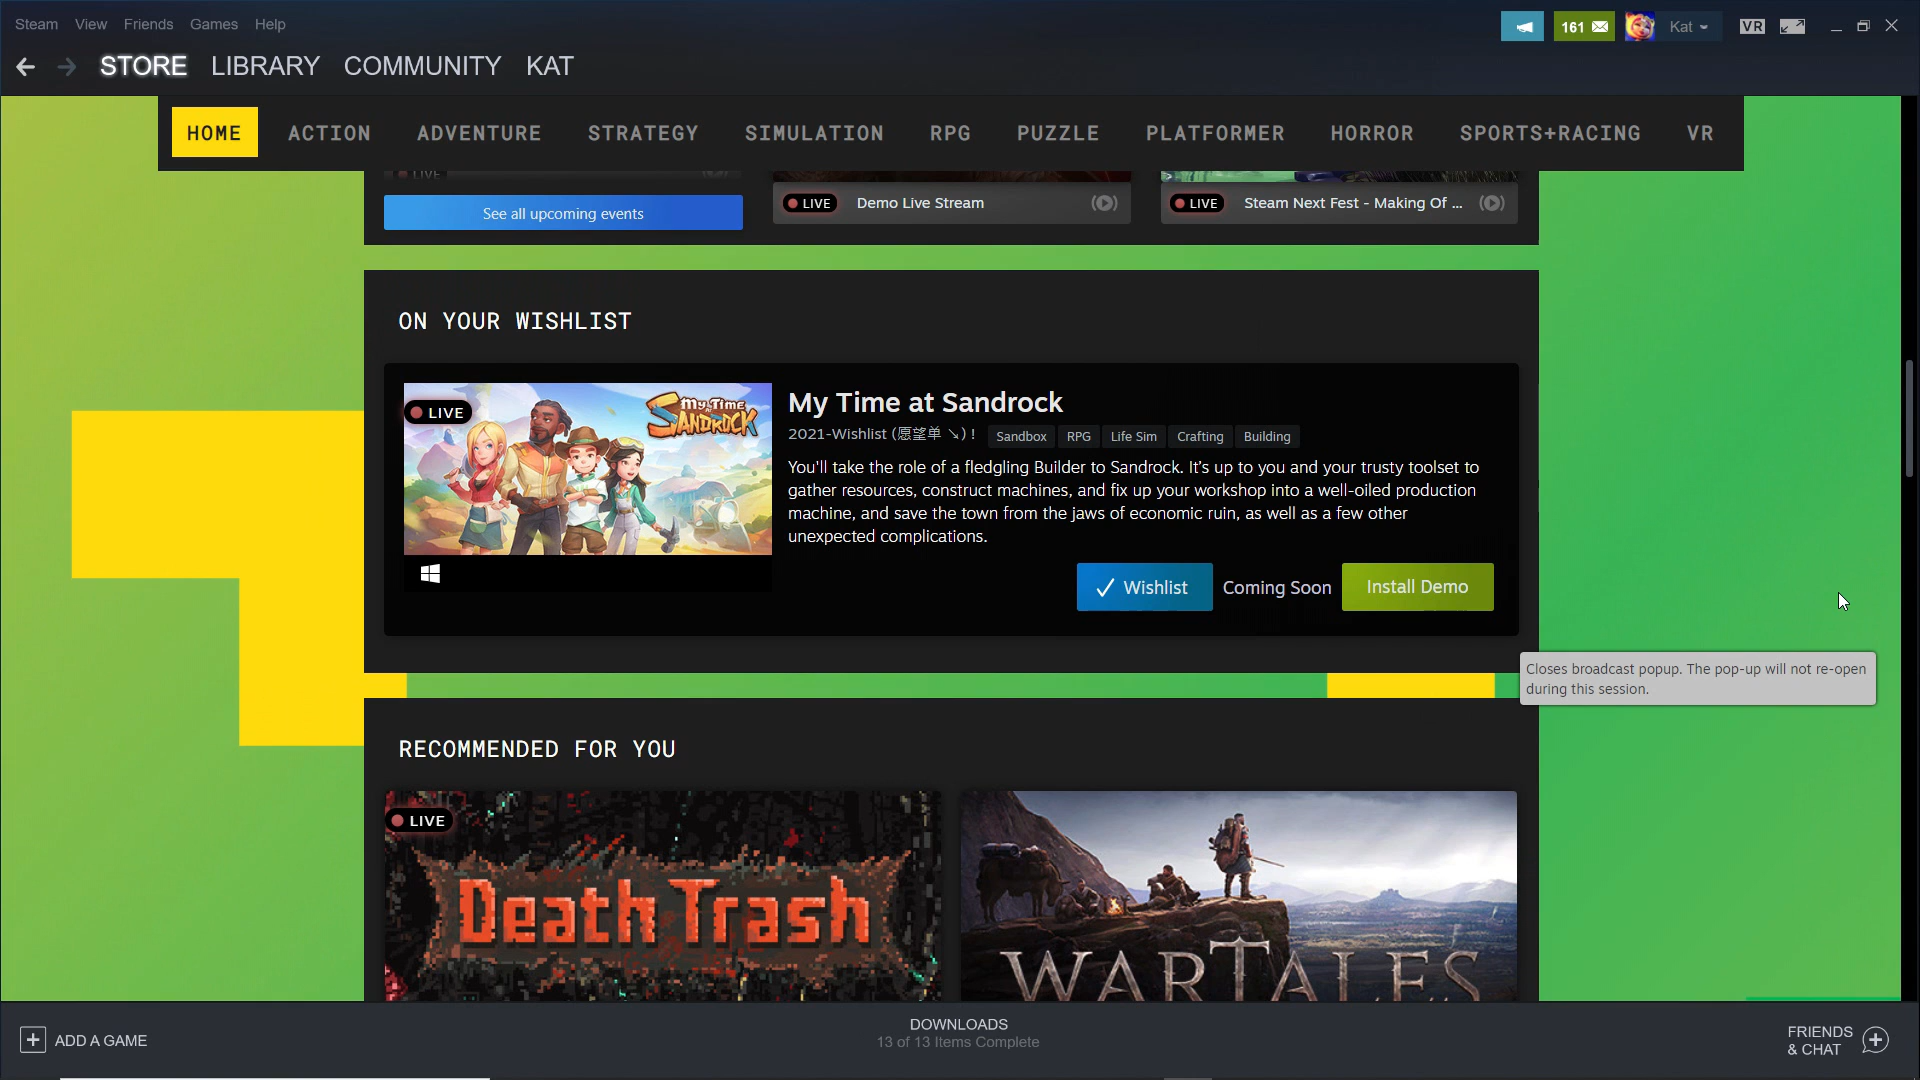 Steam View Friends Games Help
161
Kat
VR
STORE LIBRARY COMMUNITY KAT
HOME ACTION ADVENTURE STRATEGY SIMULATION RPG PUZZLE PLATFORMER HORROR SPORTS+RACING VR
LIVE
See all upcoming events
LIVE Demo Live Stream
LIVE Steam Next Fest - Making Of ...
ON YOUR WISHLIST
LIVE
My Time AT SANDROCK
My Time at Sandrock
2021-Wishlist (愿望单 ↘) ! Sandbox RPG Life Sim Crafting Building
You'll take the role of a fledgling Builder to Sandrock. It's up to you and your trusty toolset to
gather resources, construct machines, and fix up your workshop into a well-oiled production
machine, and save the town from the jaws of economic ruin, as well as a few other
unexpected complications.
Wishlist Coming Soon Install Demo
Closes broadcast popup. The pop-up will not re-open
during this session.
RECOMMENDED FOR YOU
LIVE
Death Trash
WARTALES
ADD A GAME
DOWNLOADS
13 of 13 Items Complete
FRIENDS
& CHAT